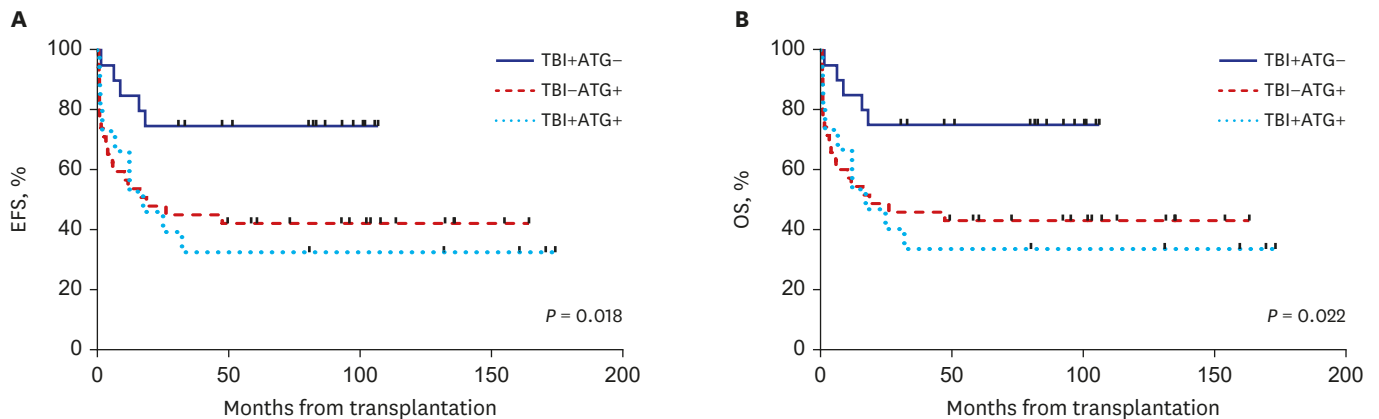 A
EFS, %
100
80
60
40
20
0
0 50 100 150 200
Months from transplantation
TBI+ATG−
TBI−ATG+
TBI+ATG+
P = 0.018
B
OS, %
100
80
60
40
20
0
0 50 100 150 200
Months from transplantation
TBI+ATG−
TBI−ATG+
TBI+ATG+
P = 0.022